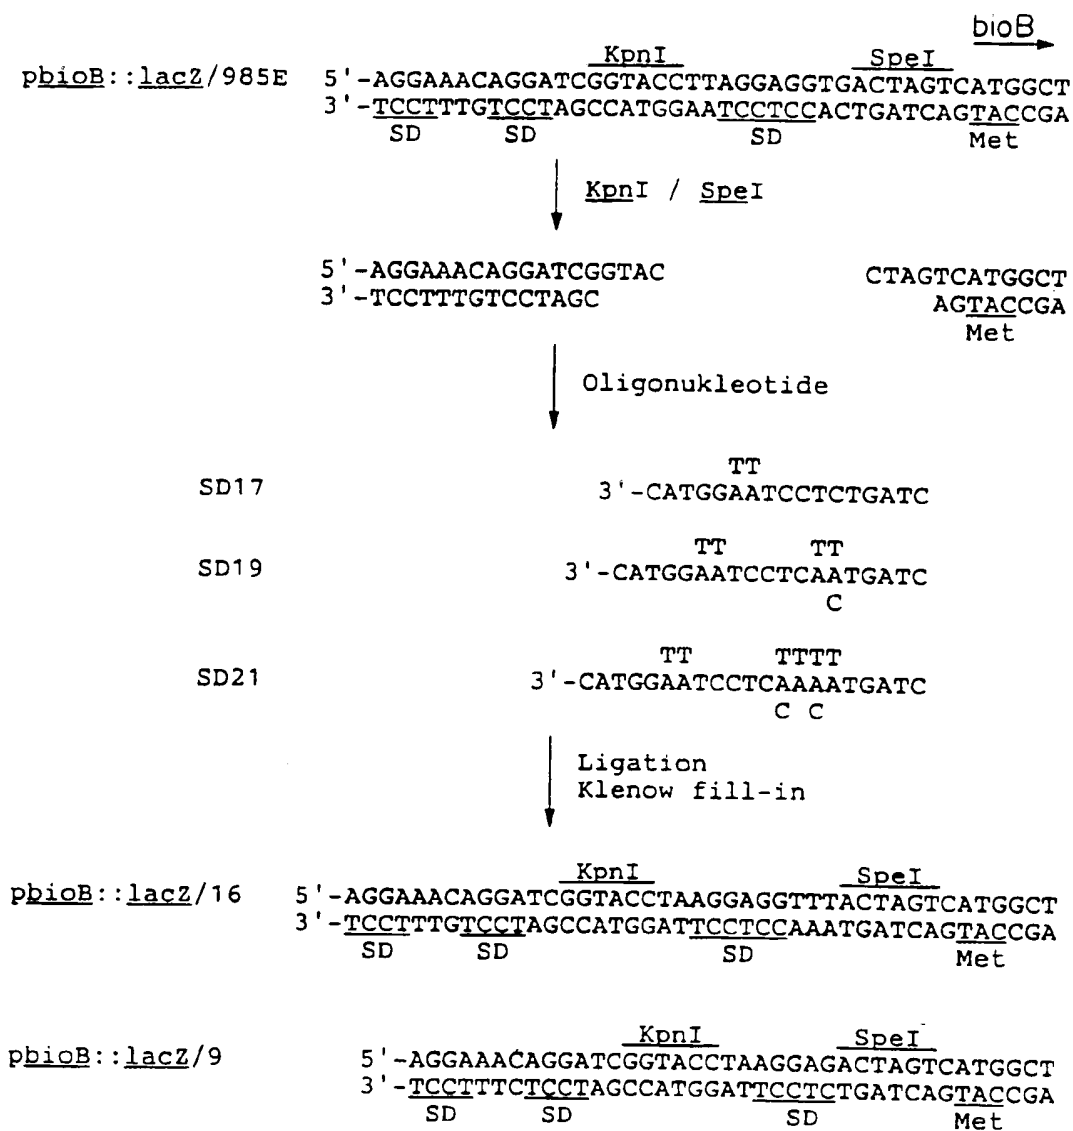 bioB
KpnI SpeI
pbioB::lacZ/985E 5'-AGGAAACAGGATCGGTACCTTAGGAGGTGACTAGTCATGGCT
3'-TCCTTTGTCCTAGCCATGGAATCCTCCACTGATCAGTACCGA
SD SD SD Met
KpnI / SpeI
5'-AGGAAACAGGATCGGTAC CTAGTCATGGCT
3'-TCCTTTGTCCTAGC AGTACCGA
Met
Oligonukleotide
TT
SD17 3'-CATGGAATCCTCTGATC
TT TT
SD19 3'-CATGGAATCCTCAATGATC
C
TT TTTT
SD21 3'-CATGGAATCCTCAAAATGATC
C C
Ligation
Klenow fill-in
KpnI SpeI
pbioB::lacZ/16 5'-AGGAAACAGGATCGGTACCTAAGGAGGTTTACTAGTCATGGCT
3'-TCCTTTGTCCTAGCCATGGATTCCTCCAAATGATCAGTACCGA
SD SD SD Met
KpnI SpeI
pbioB::lacZ/9 5'-AGGAAACAGGATCGGTACCTAAGGAGACTAGTCATGGCT
3'-TCCTTTCTCCTAGCCATGGATTCCTCTGATCAGTACCGA
SD SD SD Met